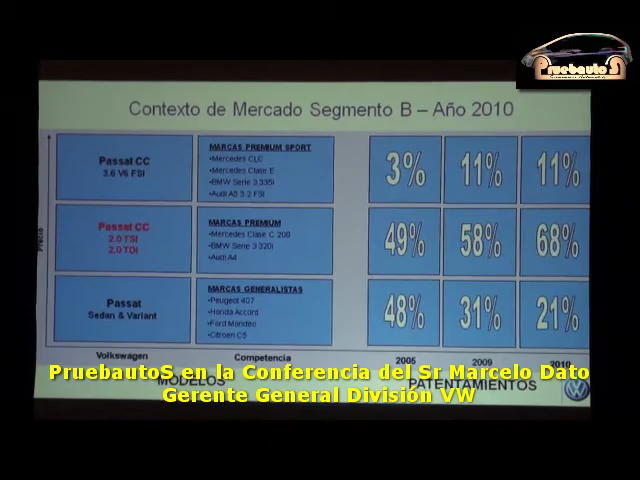 PruebautoS
Contexto de Mercado Segmento B – Año 2010
Passat CC
3.6 V6 FSI
MARCAS PREMIUM SPORT
•Mercedes CLC
•Mercedes Clase E
•BMW Serie 3 335i
•Audi A5 3.2 FSI
3%
11%
11%
Passat CC
2.0 TSI
2.0 TDI
MARCAS PREMIUM
•Mercedes Clase C 200
•BMW Serie 3 320i
•Audi A4
49%
58%
68%
Passat
Sedan & Variant
MARCAS GENERALISTAS
•Peugeot 407
•Honda Accord
•Ford Mondeo
•Citroen C5
48%
31%
21%
Precio
Volkswagen
Competencia
2005
2009
2010
MODELOS
PATENTAMIENTOS
PruebautoS en la Conferencia del Sr Marcelo Dato
Gerente General División VW